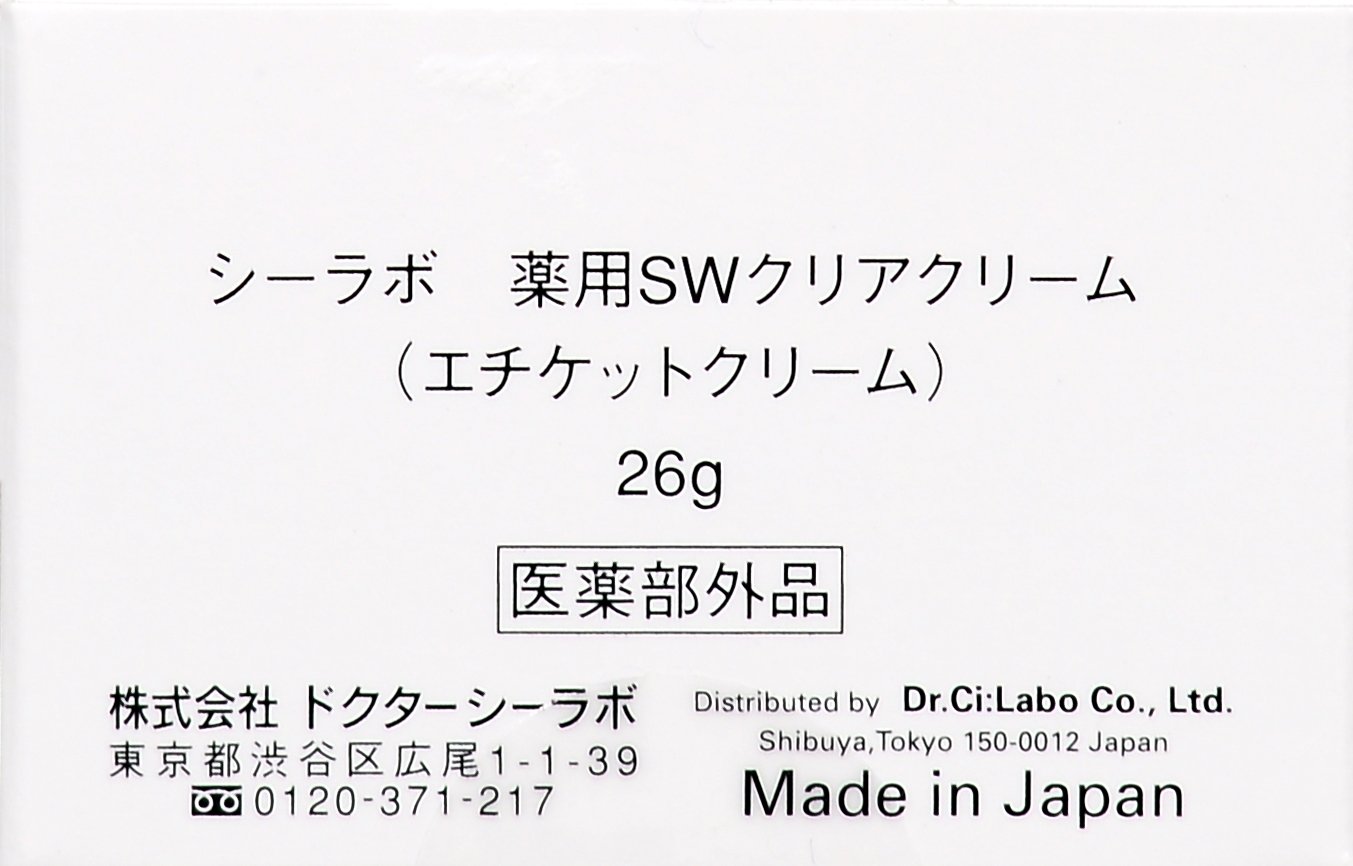 シーラボ　薬用SWクリアクリーム
（エチケットクリーム）
26g
医薬部外品
株式会社 ドクターシーラボ
東京都渋谷区広尾1-1-39
0120-371-217
Distributed by Dr.Ci:Labo Co., Ltd.
Shibuya,Tokyo 150-0012 Japan
Made in Japan